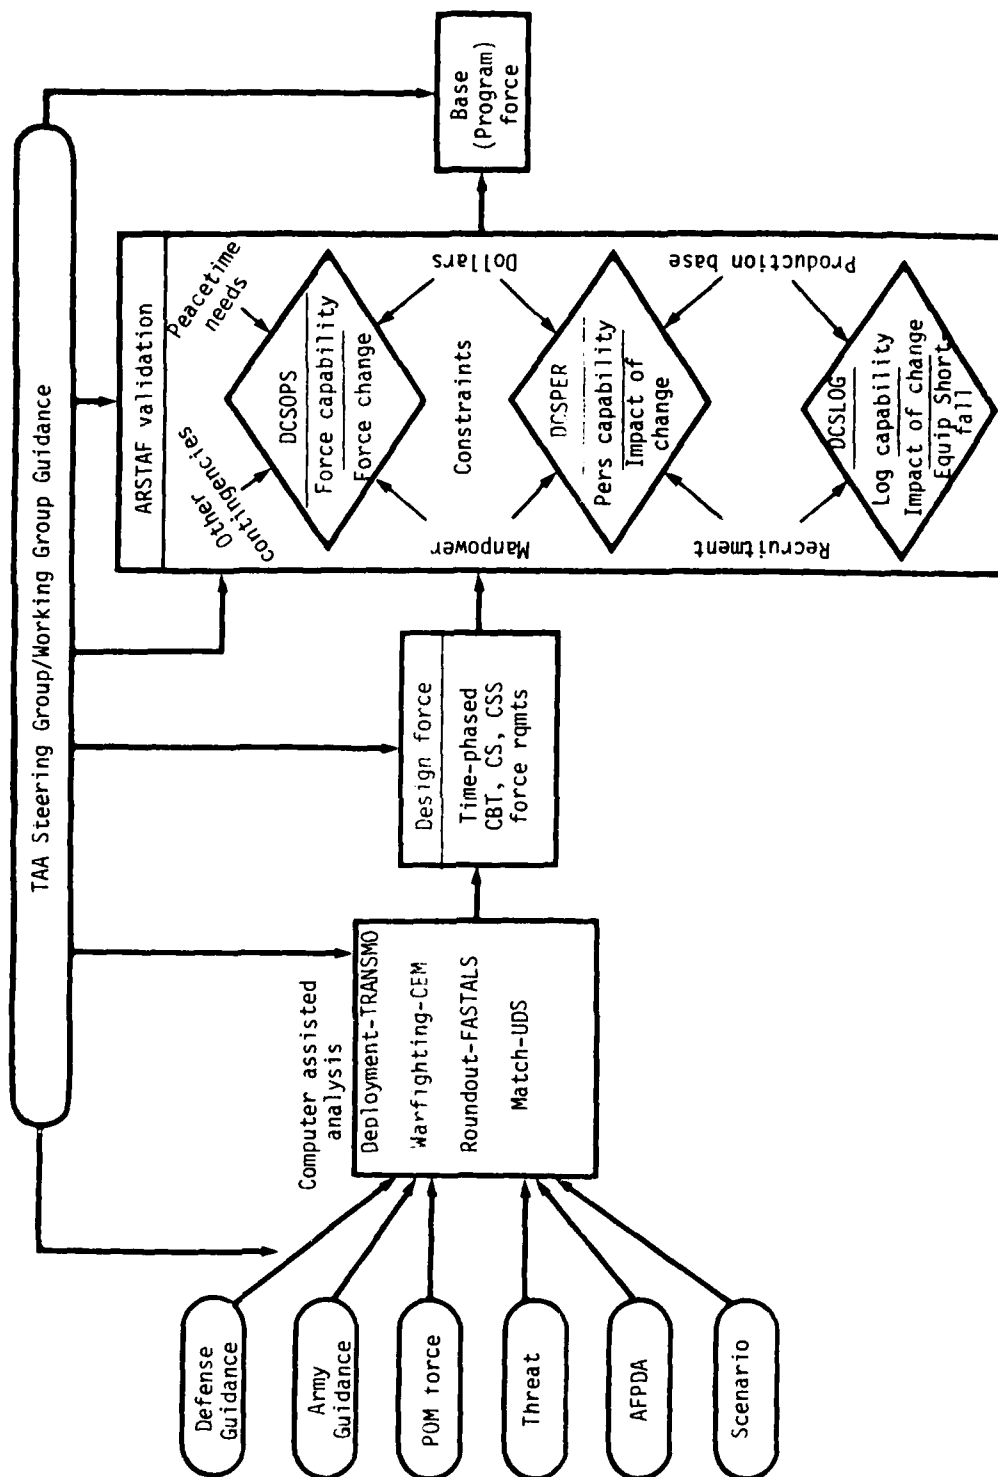 TAA Steering Group/Working Group Guidance
Defense
Guidance
Army
Guidance
POM force
Threat
AFPDA
Scenario
Computer assisted
analysis
Deployment-TRANSMO
Warfighting-CEM
Roundout-FASTALS
Match-UDS
Design force
Time-phased
CBT, CS, CSS
force rqmts
ARSTAF validation
Other
contingencies
Peacetime
needs
DCSOPS
Force capability
Force change
Manpower
Constraints
Dollars
DCSPER
Pers capability
Impact of
change
Recruitment
Production base
DCSLOG
Log capability
Impact of change
Equip Short
fall
Base
(Program)
force